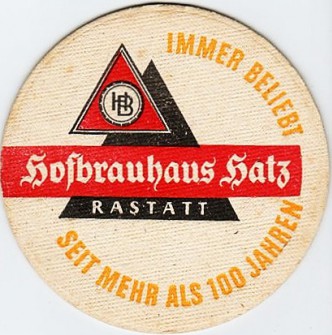 IMMER BELIEBT
HB
Hofbrauhaus Hatz
RASTATT
SEIT MEHR ALS 100 JAHREN